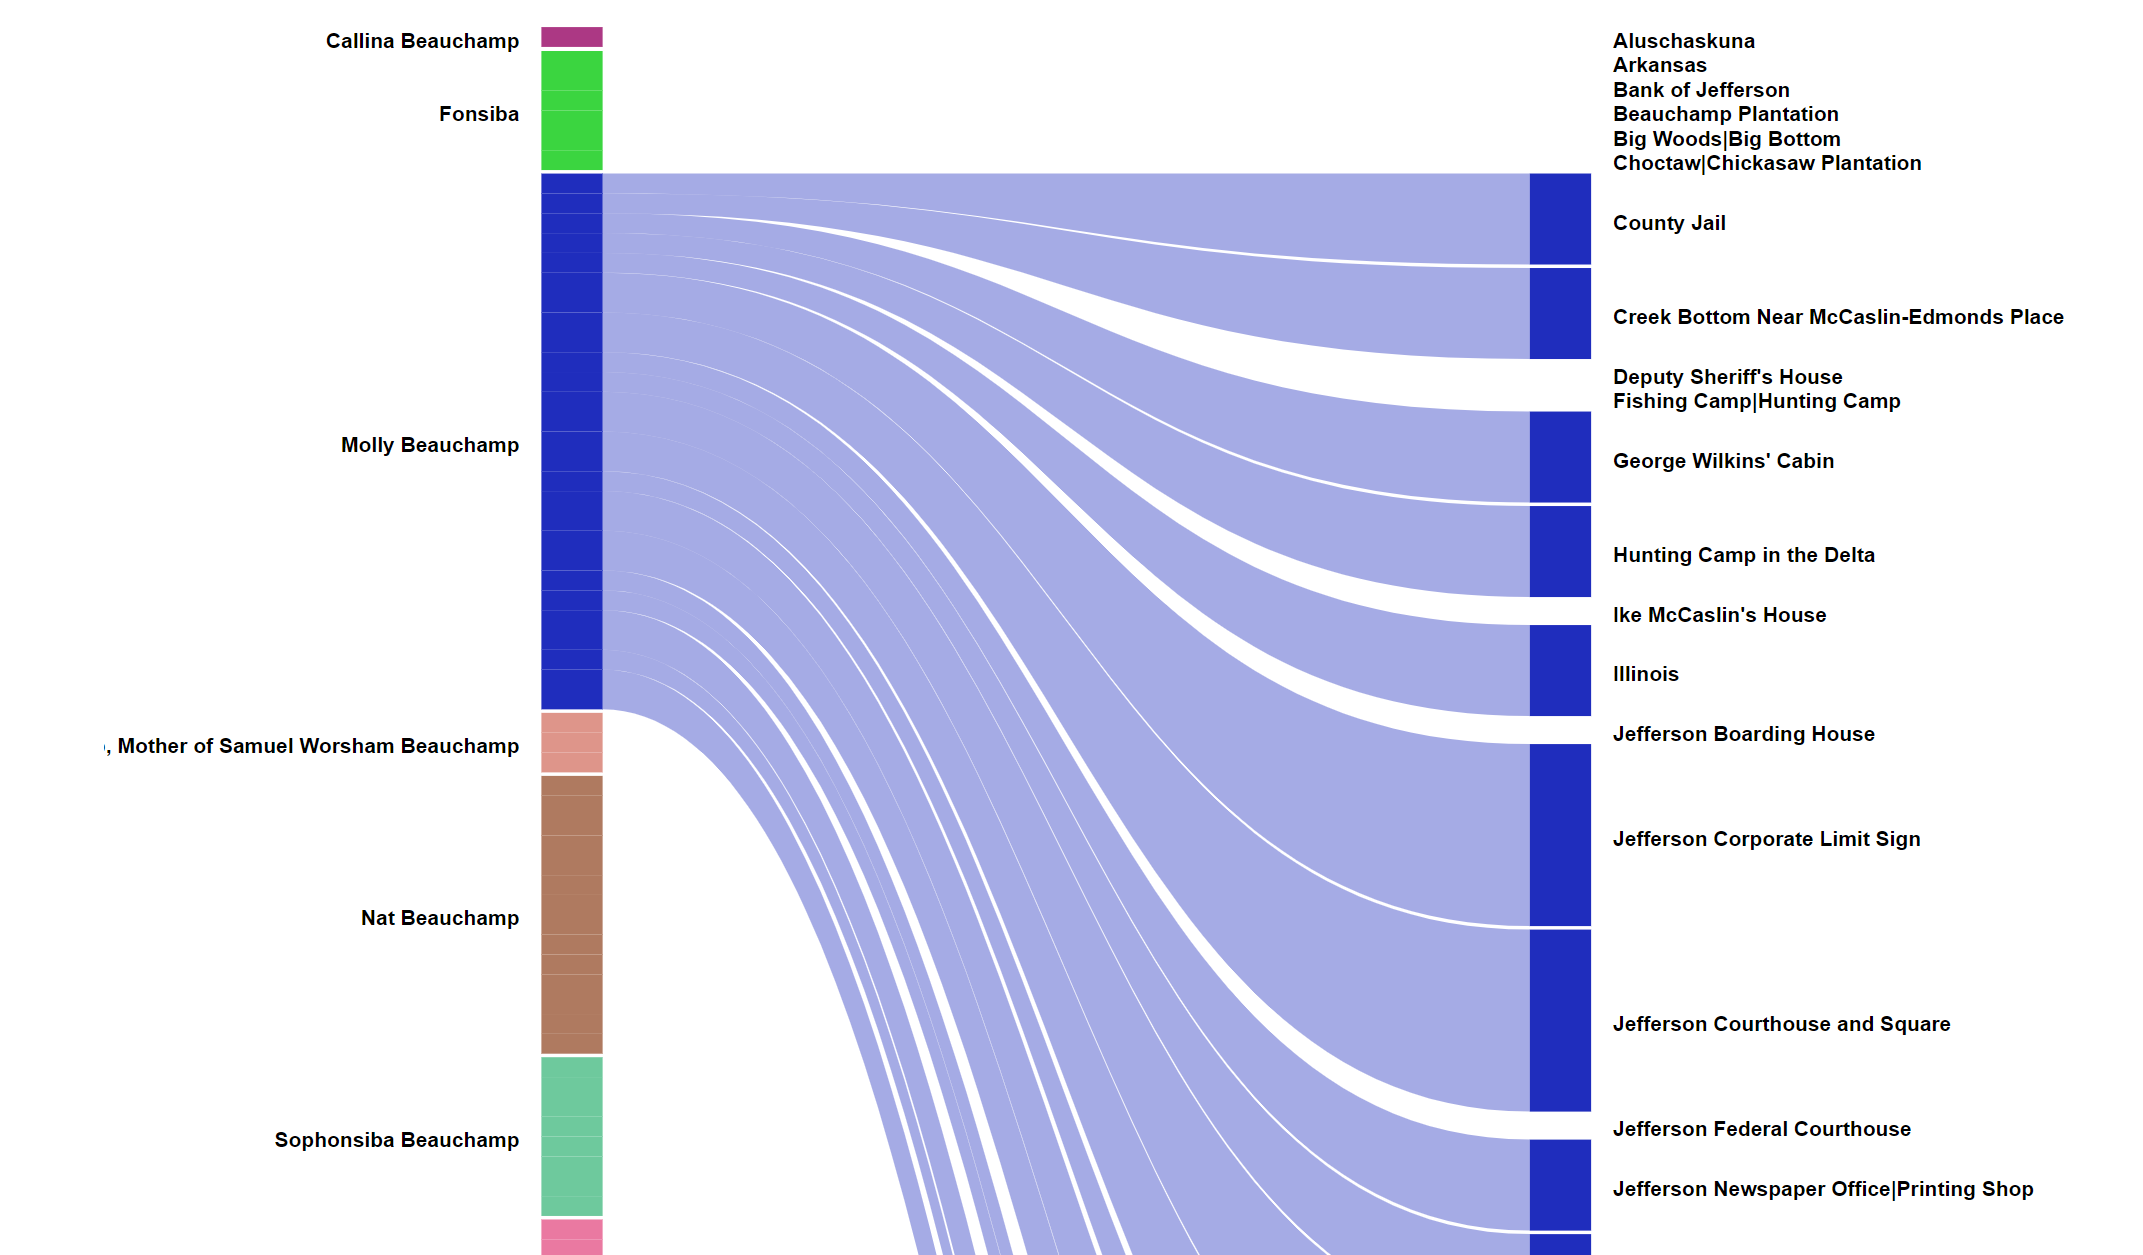 Callina Beauchamp
Fonsiba
Molly Beauchamp
, Mother of Samuel Worsham Beauchamp
Nat Beauchamp
Sophonsiba Beauchamp
Aluschaskuna
Arkansas
Bank of Jefferson
Beauchamp Plantation
Big Woods|Big Bottom
Choctaw|Chickasaw Plantation
County Jail
Creek Bottom Near McCaslin-Edmonds Place
Deputy Sheriff's House
Fishing Camp|Hunting Camp
George Wilkins' Cabin
Hunting Camp in the Delta
Ike McCaslin's House
Illinois
Jefferson Boarding House
Jefferson Corporate Limit Sign
Jefferson Courthouse and Square
Jefferson Federal Courthouse
Jefferson Newspaper Office|Printing Shop